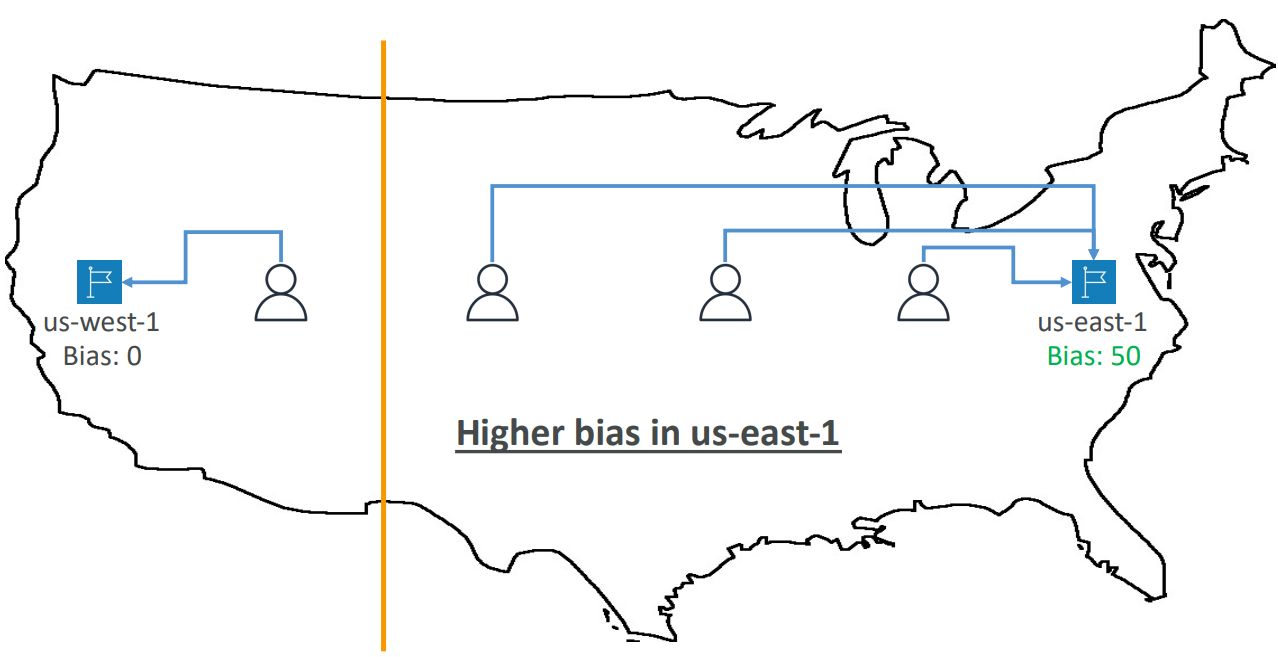 us-west-1
Bias: 0
us-east-1
Bias: 50
Higher bias in us-east-1